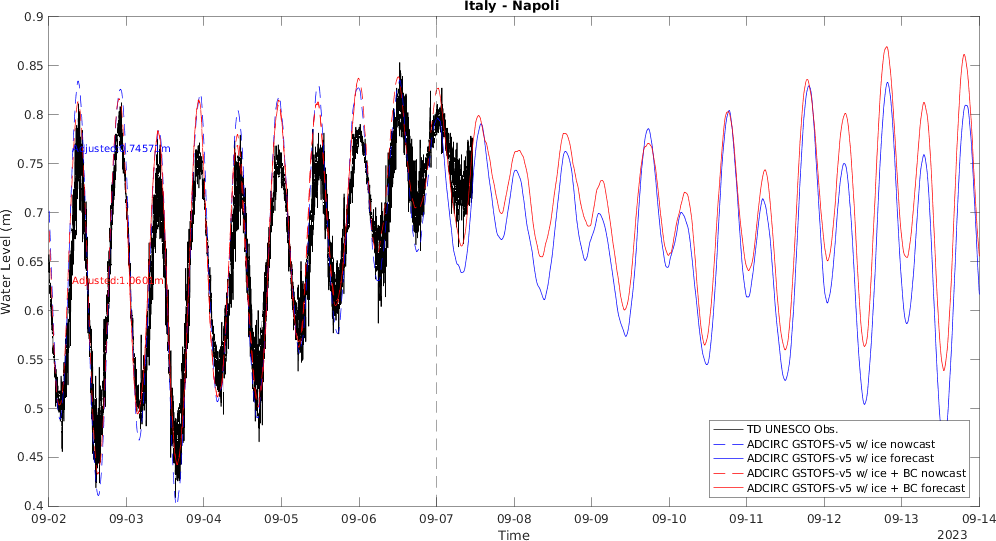 Italy - Napoli
Water Level (m)
0.9
0.85
0.8
0.75
0.7
0.65
0.6
0.55
0.5
0.45
0.4
TD UNESCO Obs.
ADCIRC GSTOFS-v5 w/ ice nowcast
ADCIRC GSTOFS-v5 w/ ice forecast
ADCIRC GSTOFS-v5 w/ ice + BC nowcast
ADCIRC GSTOFS-v5 w/ ice + BC forecast
09-02 09-03 09-04 09-05 09-06 09-07 09-08 09-09 09-10 09-11 09-12 09-13 09-14
Time
2023